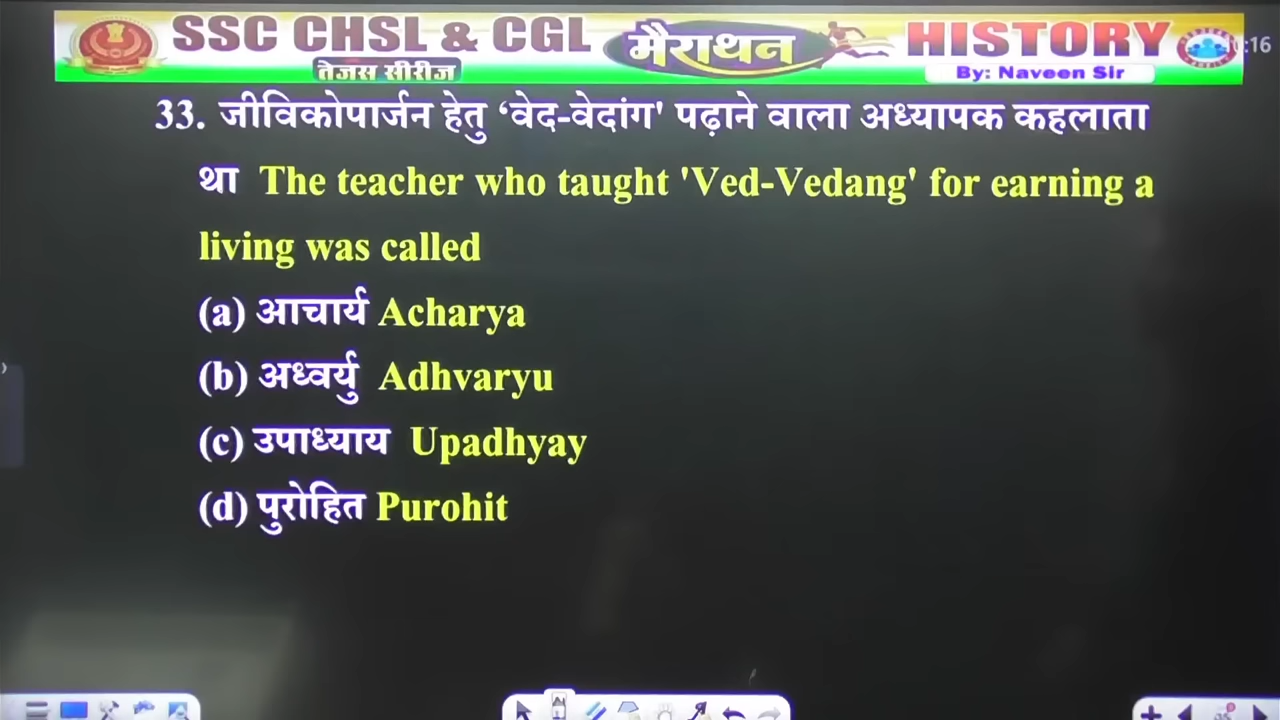 SSC CHSL & CGL मैराथन HISTORY
तेजस सीरीज By: Naveen Sir
33. जीविकोपार्जन हेतु ‘वेद-वेदांग' पढ़ाने वाला अध्यापक कहलाता
था The teacher who taught 'Ved-Vedang' for earning a
living was called
(a) आचार्य Acharya
(b) अध्वर्यु Adhvaryu
(c) उपाध्याय Upadhyay
(d) पुरोहित Purohit